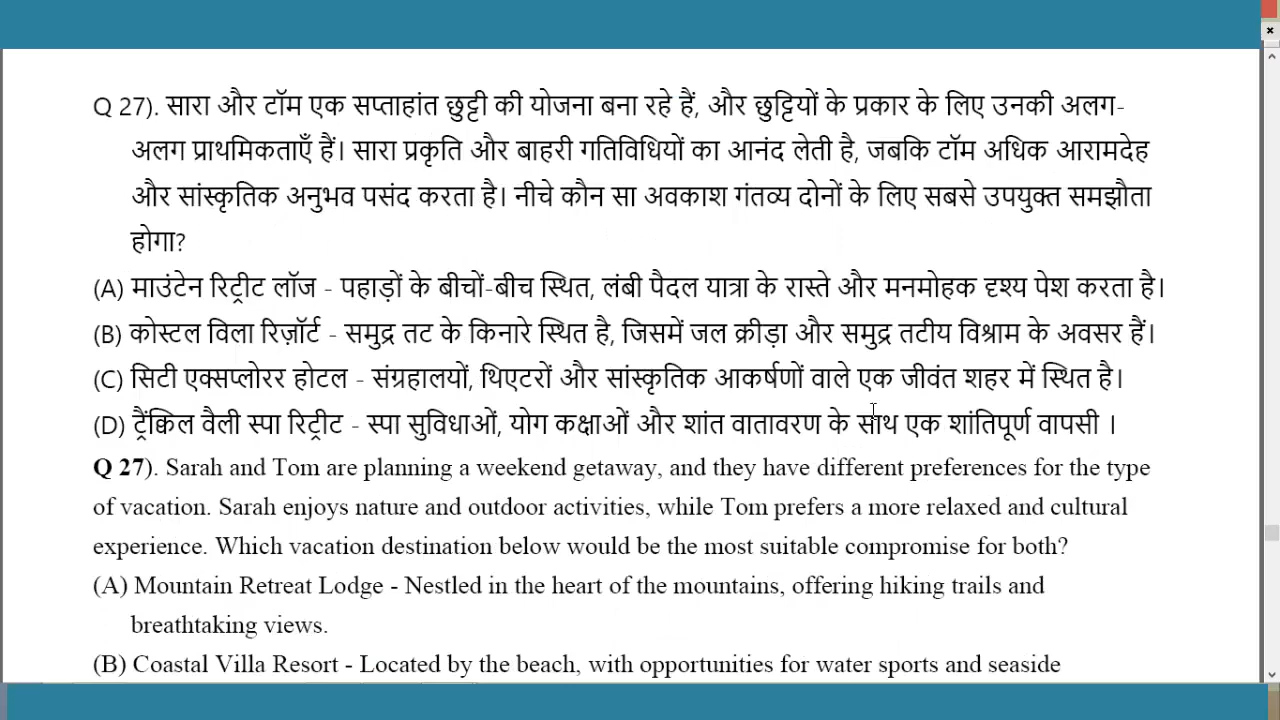 Q 27). सारा और टॉम एक सप्ताहांत छुट्टी की योजना बना रहे हैं, और छुट्टियों के प्रकार के लिए उनकी अलग-
अलग प्राथमिकताएँ हैं। सारा प्रकृति और बाहरी गतिविधियों का आनंद लेती है, जबकि टॉम अधिक आरामदेह
और सांस्कृतिक अनुभव पसंद करता है। नीचे कौन सा अवकाश गंतव्य दोनों के लिए सबसे उपयुक्त समझौता
होगा?
(A) माउंटेन रिट्रीट लॉज - पहाड़ों के बीचों-बीच स्थित, लंबी पैदल यात्रा के रास्ते और मनमोहक दृश्य पेश करता है।
(B) कोस्टल विला रिज़ॉर्ट - समुद्र तट के किनारे स्थित है, जिसमें जल क्रीड़ा और समुद्र तटीय विश्राम के अवसर हैं।
(C) सिटी एक्सप्लोरर होटल - संग्रहालयों, थिएटरों और सांस्कृतिक आकर्षणों वाले एक जीवंत शहर में स्थित है।
(D) ट्रैंक्विल वैली स्पा रिट्रीट - स्पा सुविधाओं, योग कक्षाओं और शांत वातावरण के साथ एक शांतिपूर्ण वापसी ।
Q 27). Sarah and Tom are planning a weekend getaway, and they have different preferences for the type
of vacation. Sarah enjoys nature and outdoor activities, while Tom prefers a more relaxed and cultural
experience. Which vacation destination below would be the most suitable compromise for both?
(A) Mountain Retreat Lodge - Nestled in the heart of the mountains, offering hiking trails and
breathtaking views.
(B) Coastal Villa Resort - Located by the beach, with opportunities for water sports and seaside